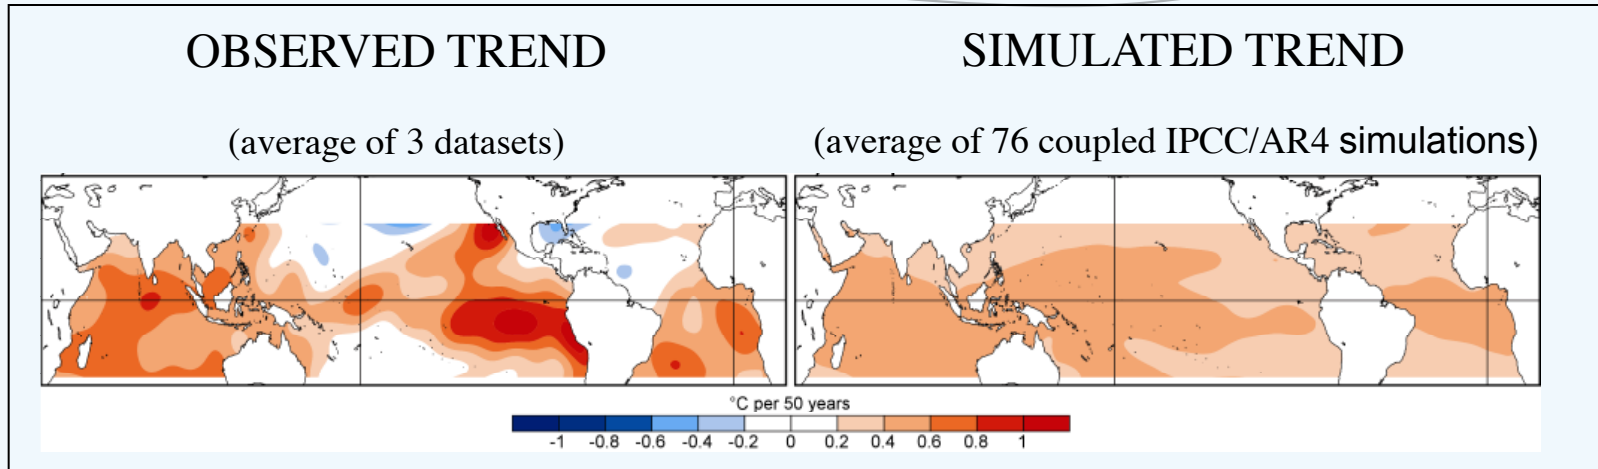 OBSERVED TREND
SIMULATED TREND
(average of 3 datasets)
(average of 76 coupled IPCC/AR4 simulations)
°C per 50 years
-1 -0.8 -0.6 -0.4 -0.2 0 0.2 0.4 0.6 0.8 1